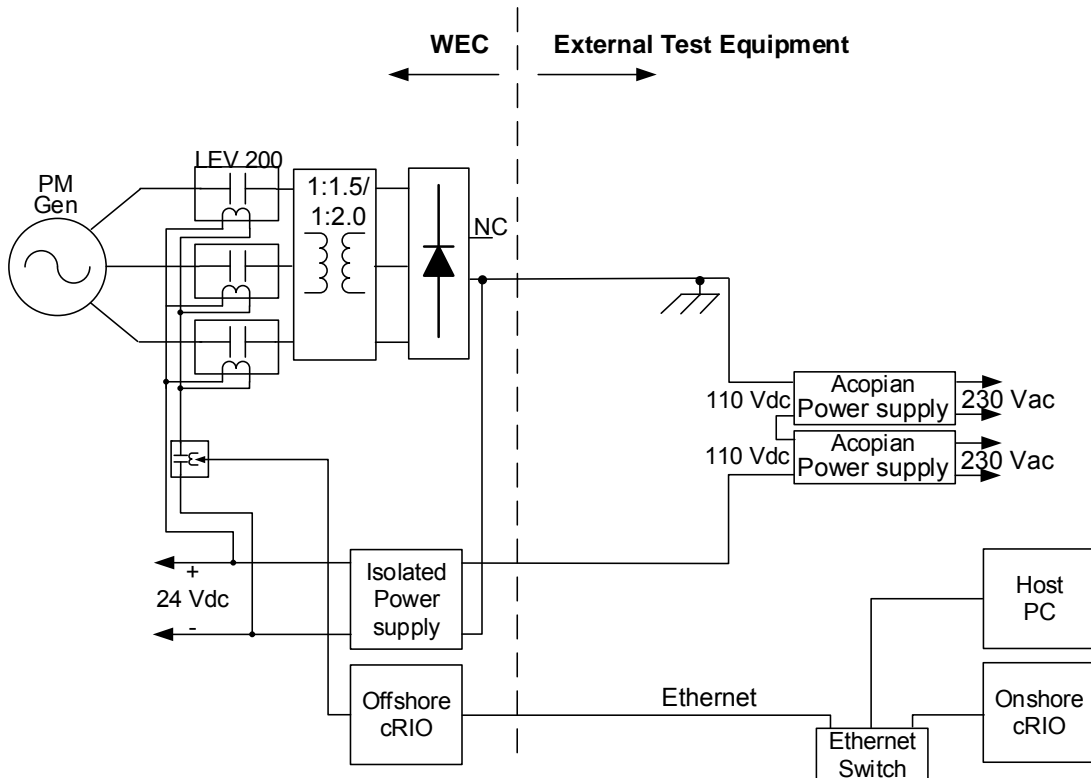 WEC
External Test Equipment
LEV 200
PM
Gen
1:1.5/
1:2.0
NC
110 Vdc
Acopian
Power supply
230 Vac
110 Vdc
Acopian
Power supply
230 Vac
+
24 Vdc
-
Isolated
Power
supply
Host
PC
Offshore
cRIO
Ethernet
Onshore
cRIO
Ethernet
Switch